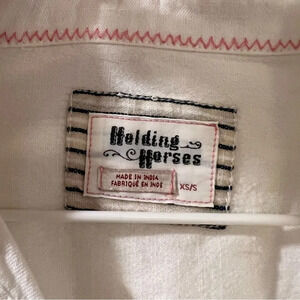 Holding
Horses
MADE IN INDIA
FABRIQUÉ EN INDE
XS/S